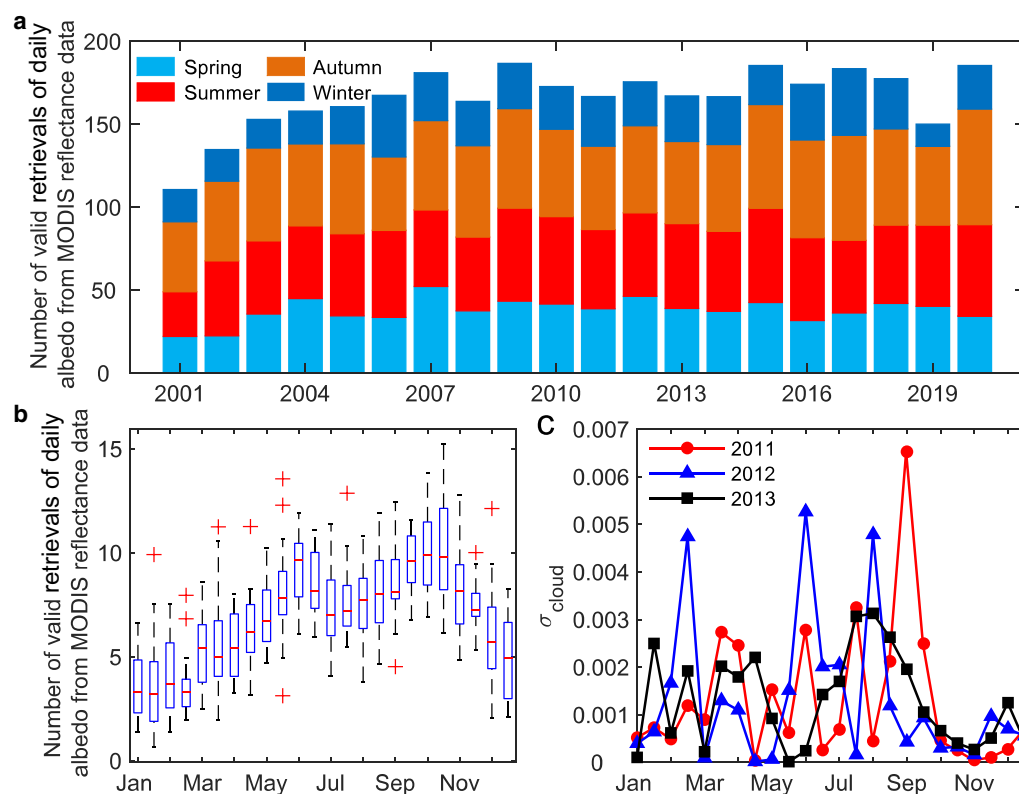 a
Number of valid retrievals of daily
albedo from MODIS reflectance data
200
150
100
50
0
Spring
Summer
Autumn
Winter
2001
2004
2007
2010
2013
2016
2019
b
Number of valid retrievals of daily
albedo from MODIS reflectance data
15
10
5
0
Jan
Mar
May
Jul
Sep
Nov
C
σcloud
0.007
0.006
0.005
0.004
0.003
0.002
0.001
0
2011
2012
2013
Jan
Mar
May
Jul
Sep
Nov